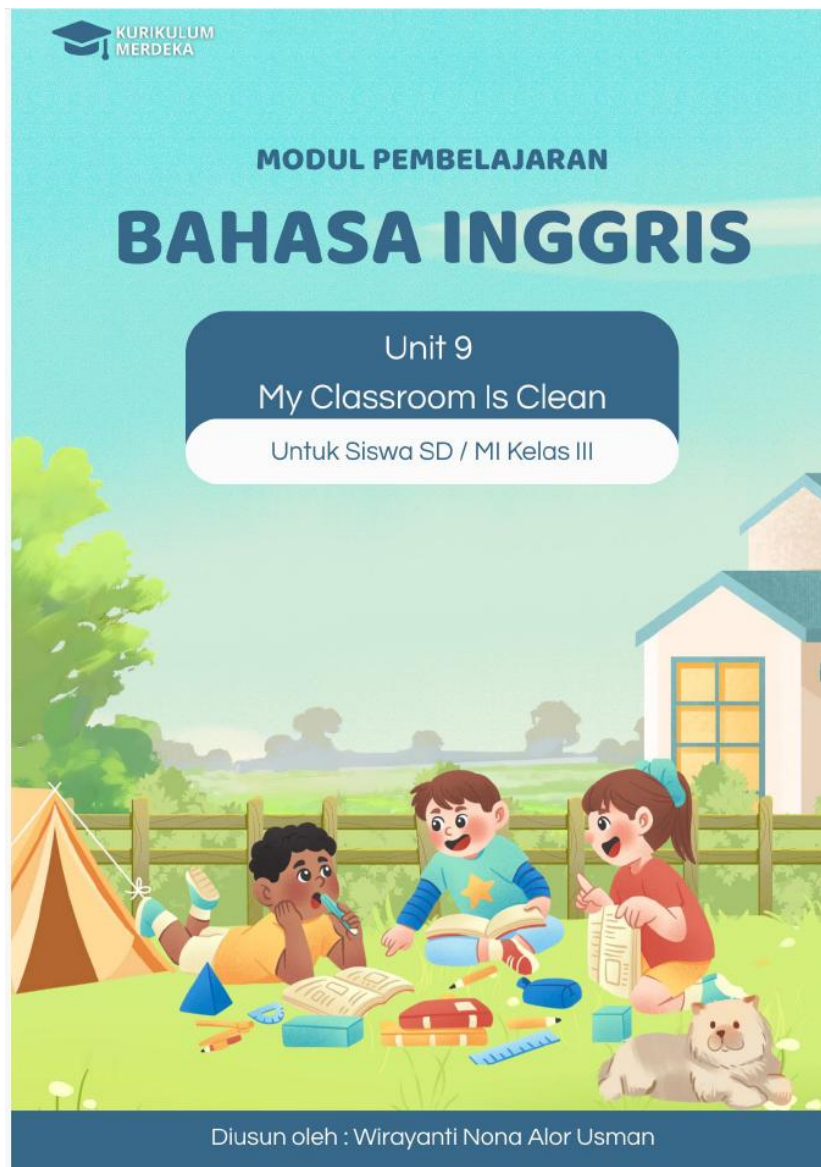 KURIKULUM
MERDEKA
MODUL PEMBELAJARAN
BAHASA INGGRIS
Unit 9
My Classroom Is Clean
Untuk Siswa SD / MI Kelas III
Diusun oleh : Wirayanti Nona Alor Usman